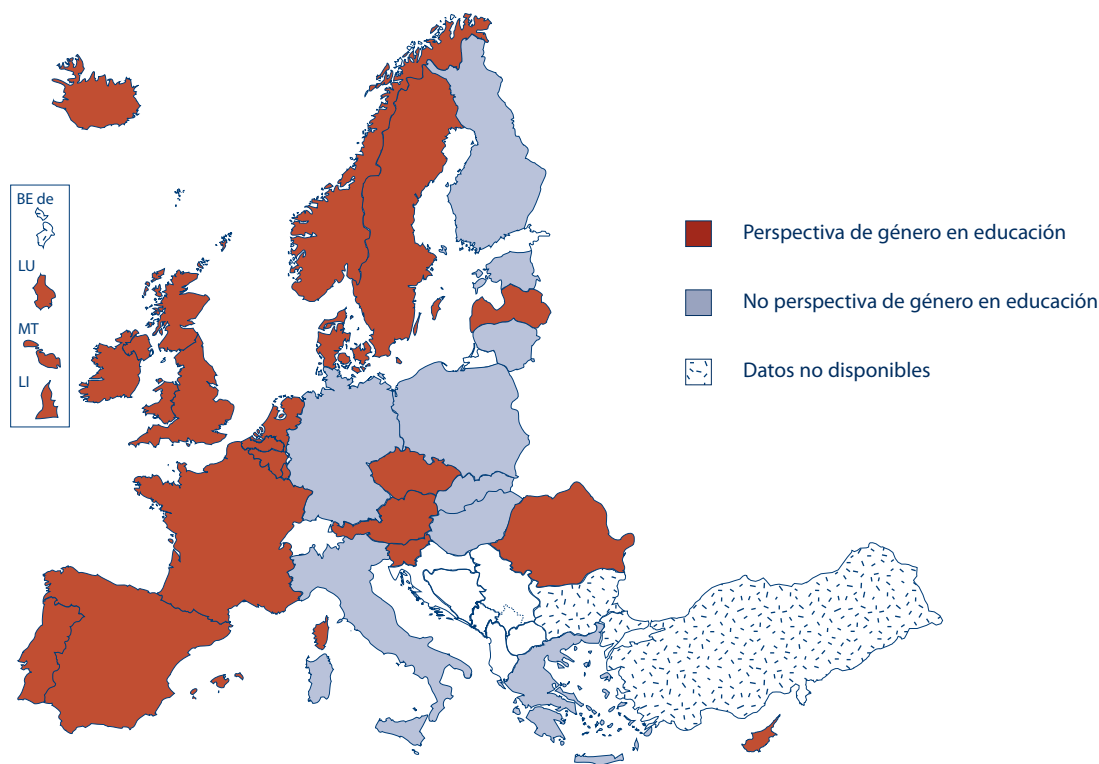 BE de
LU
MT
LI
Perspectiva de género en educación
No perspectiva de género en educación
Datos no disponibles